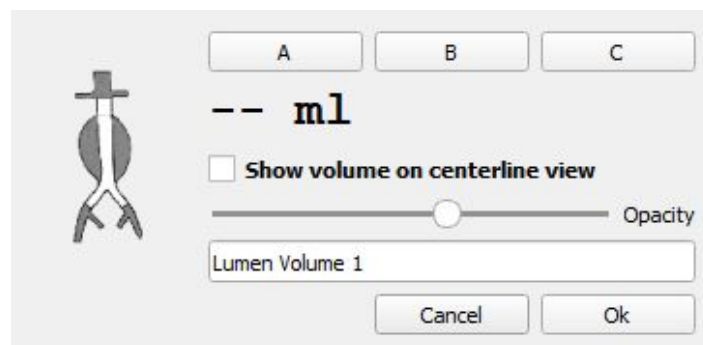 A B C
-- ml
Show volume on centerline view
Opacity
Lumen Volume 1
Cancel Ok